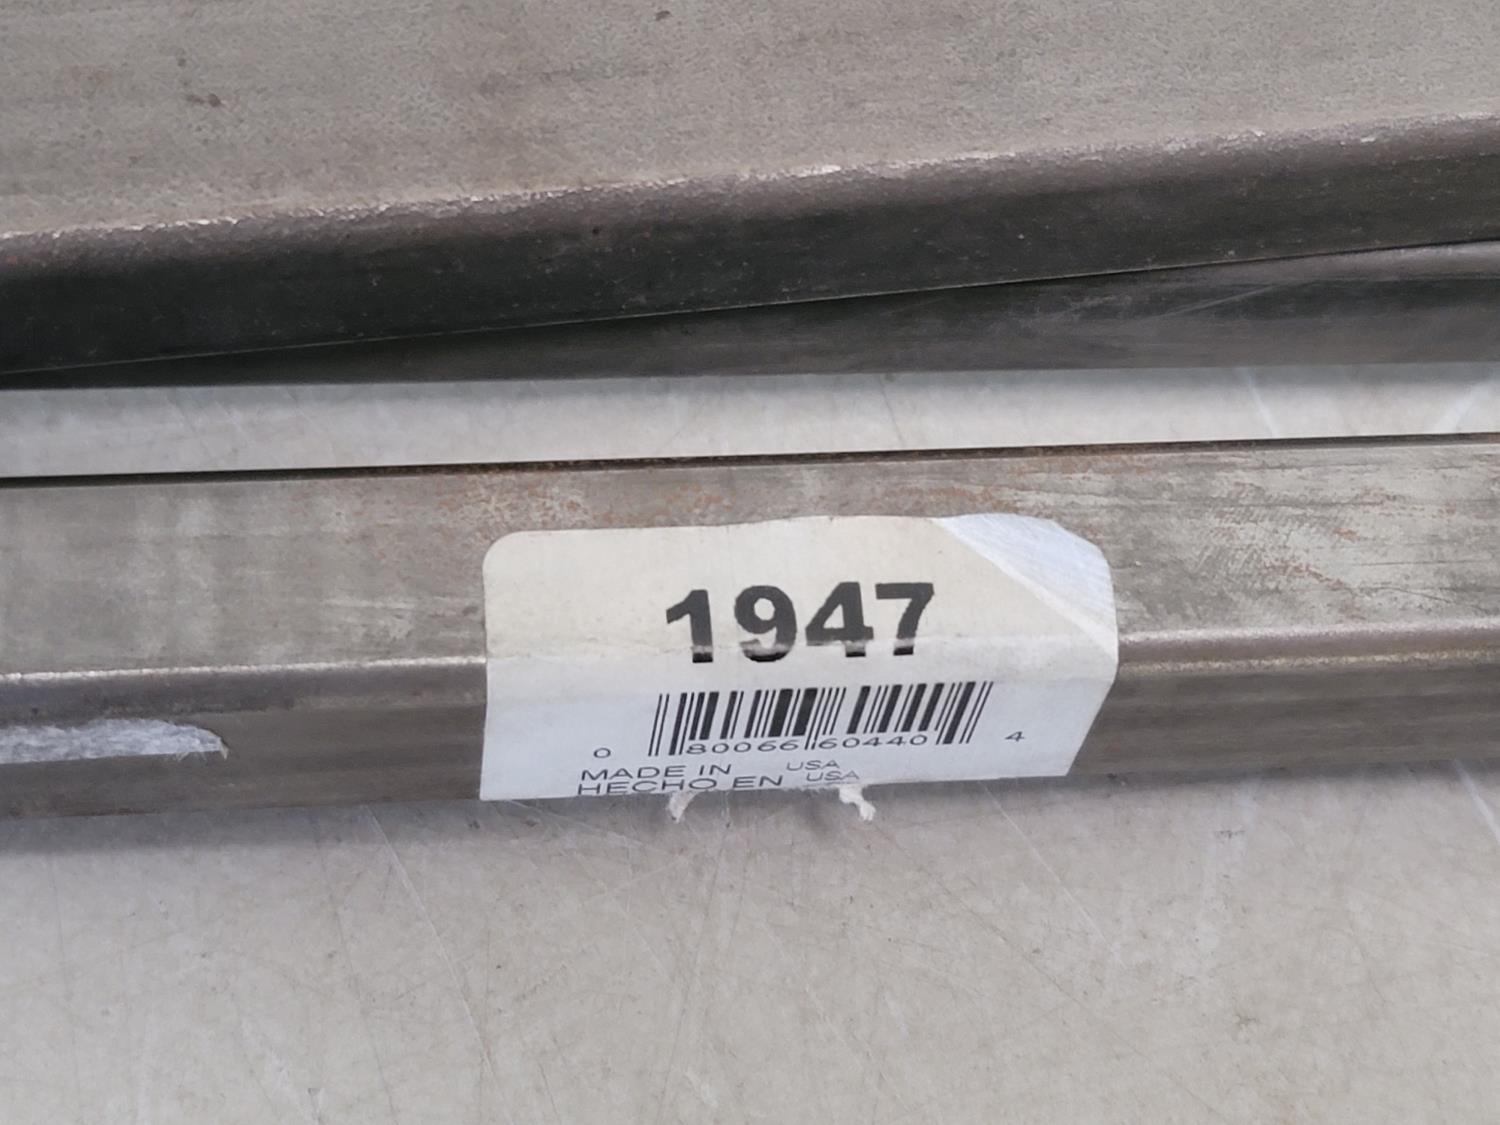 1947
0 80066 60440 4
MADE IN USA
HECHO EN USA